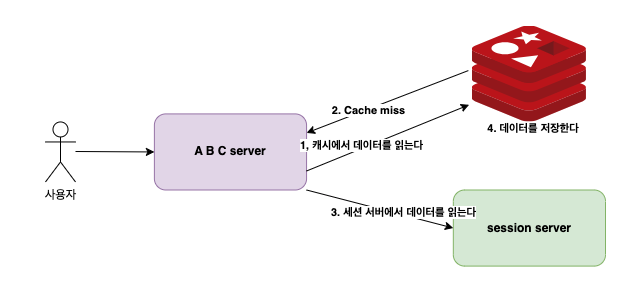 2. Cache miss
4. 데이터를 저장한다
1, 캐시에서 데이터를 읽는다
A B C server
사용자
3. 세션 서버에서 데이터를 읽는다
session server